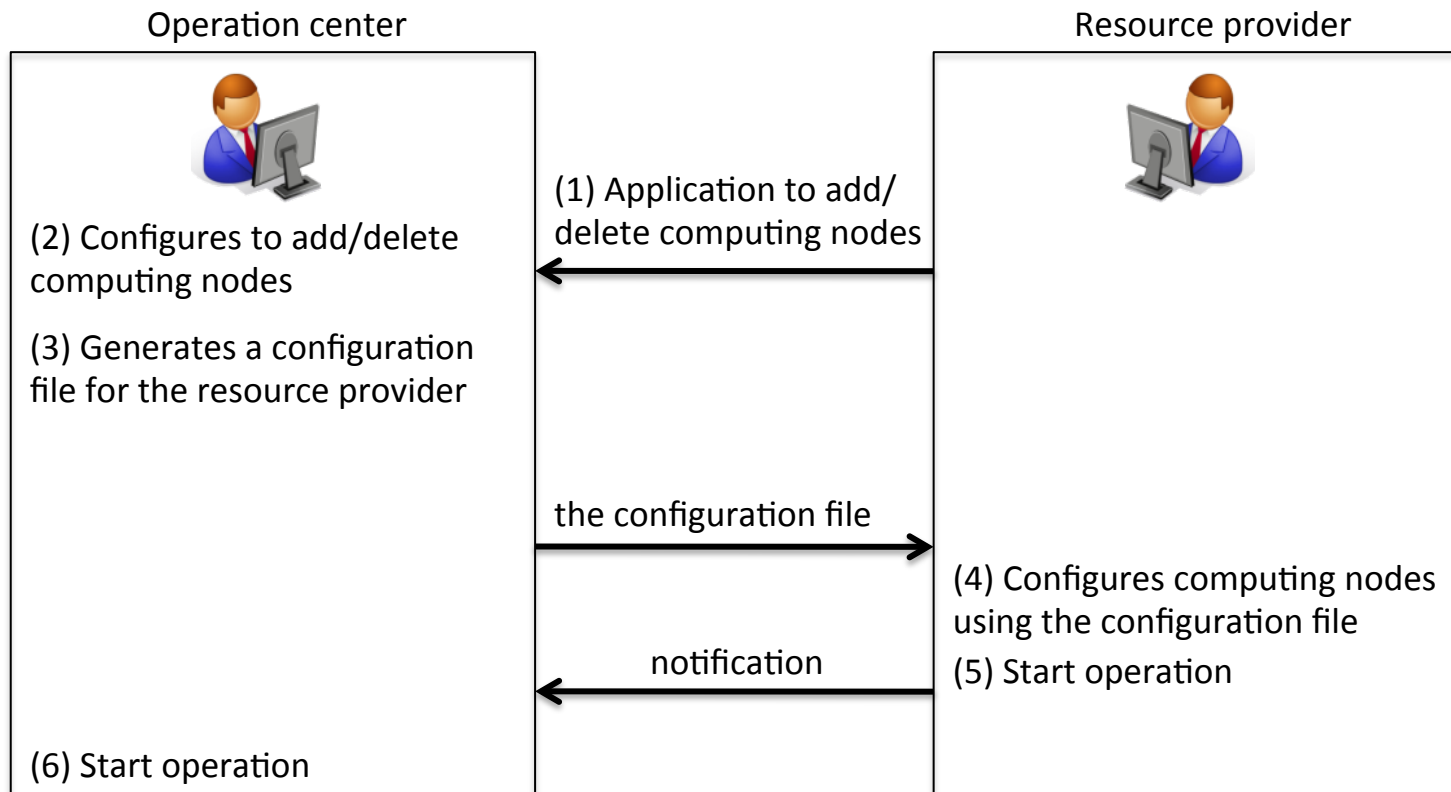 Operation center
Resource provider
(1) Application to add/
delete computing nodes
(2) Configures to add/delete
computing nodes
(3) Generates a configuration
file for the resource provider
the configuration file
(4) Configures computing nodes
using the configuration file
notification
(5) Start operation
(6) Start operation